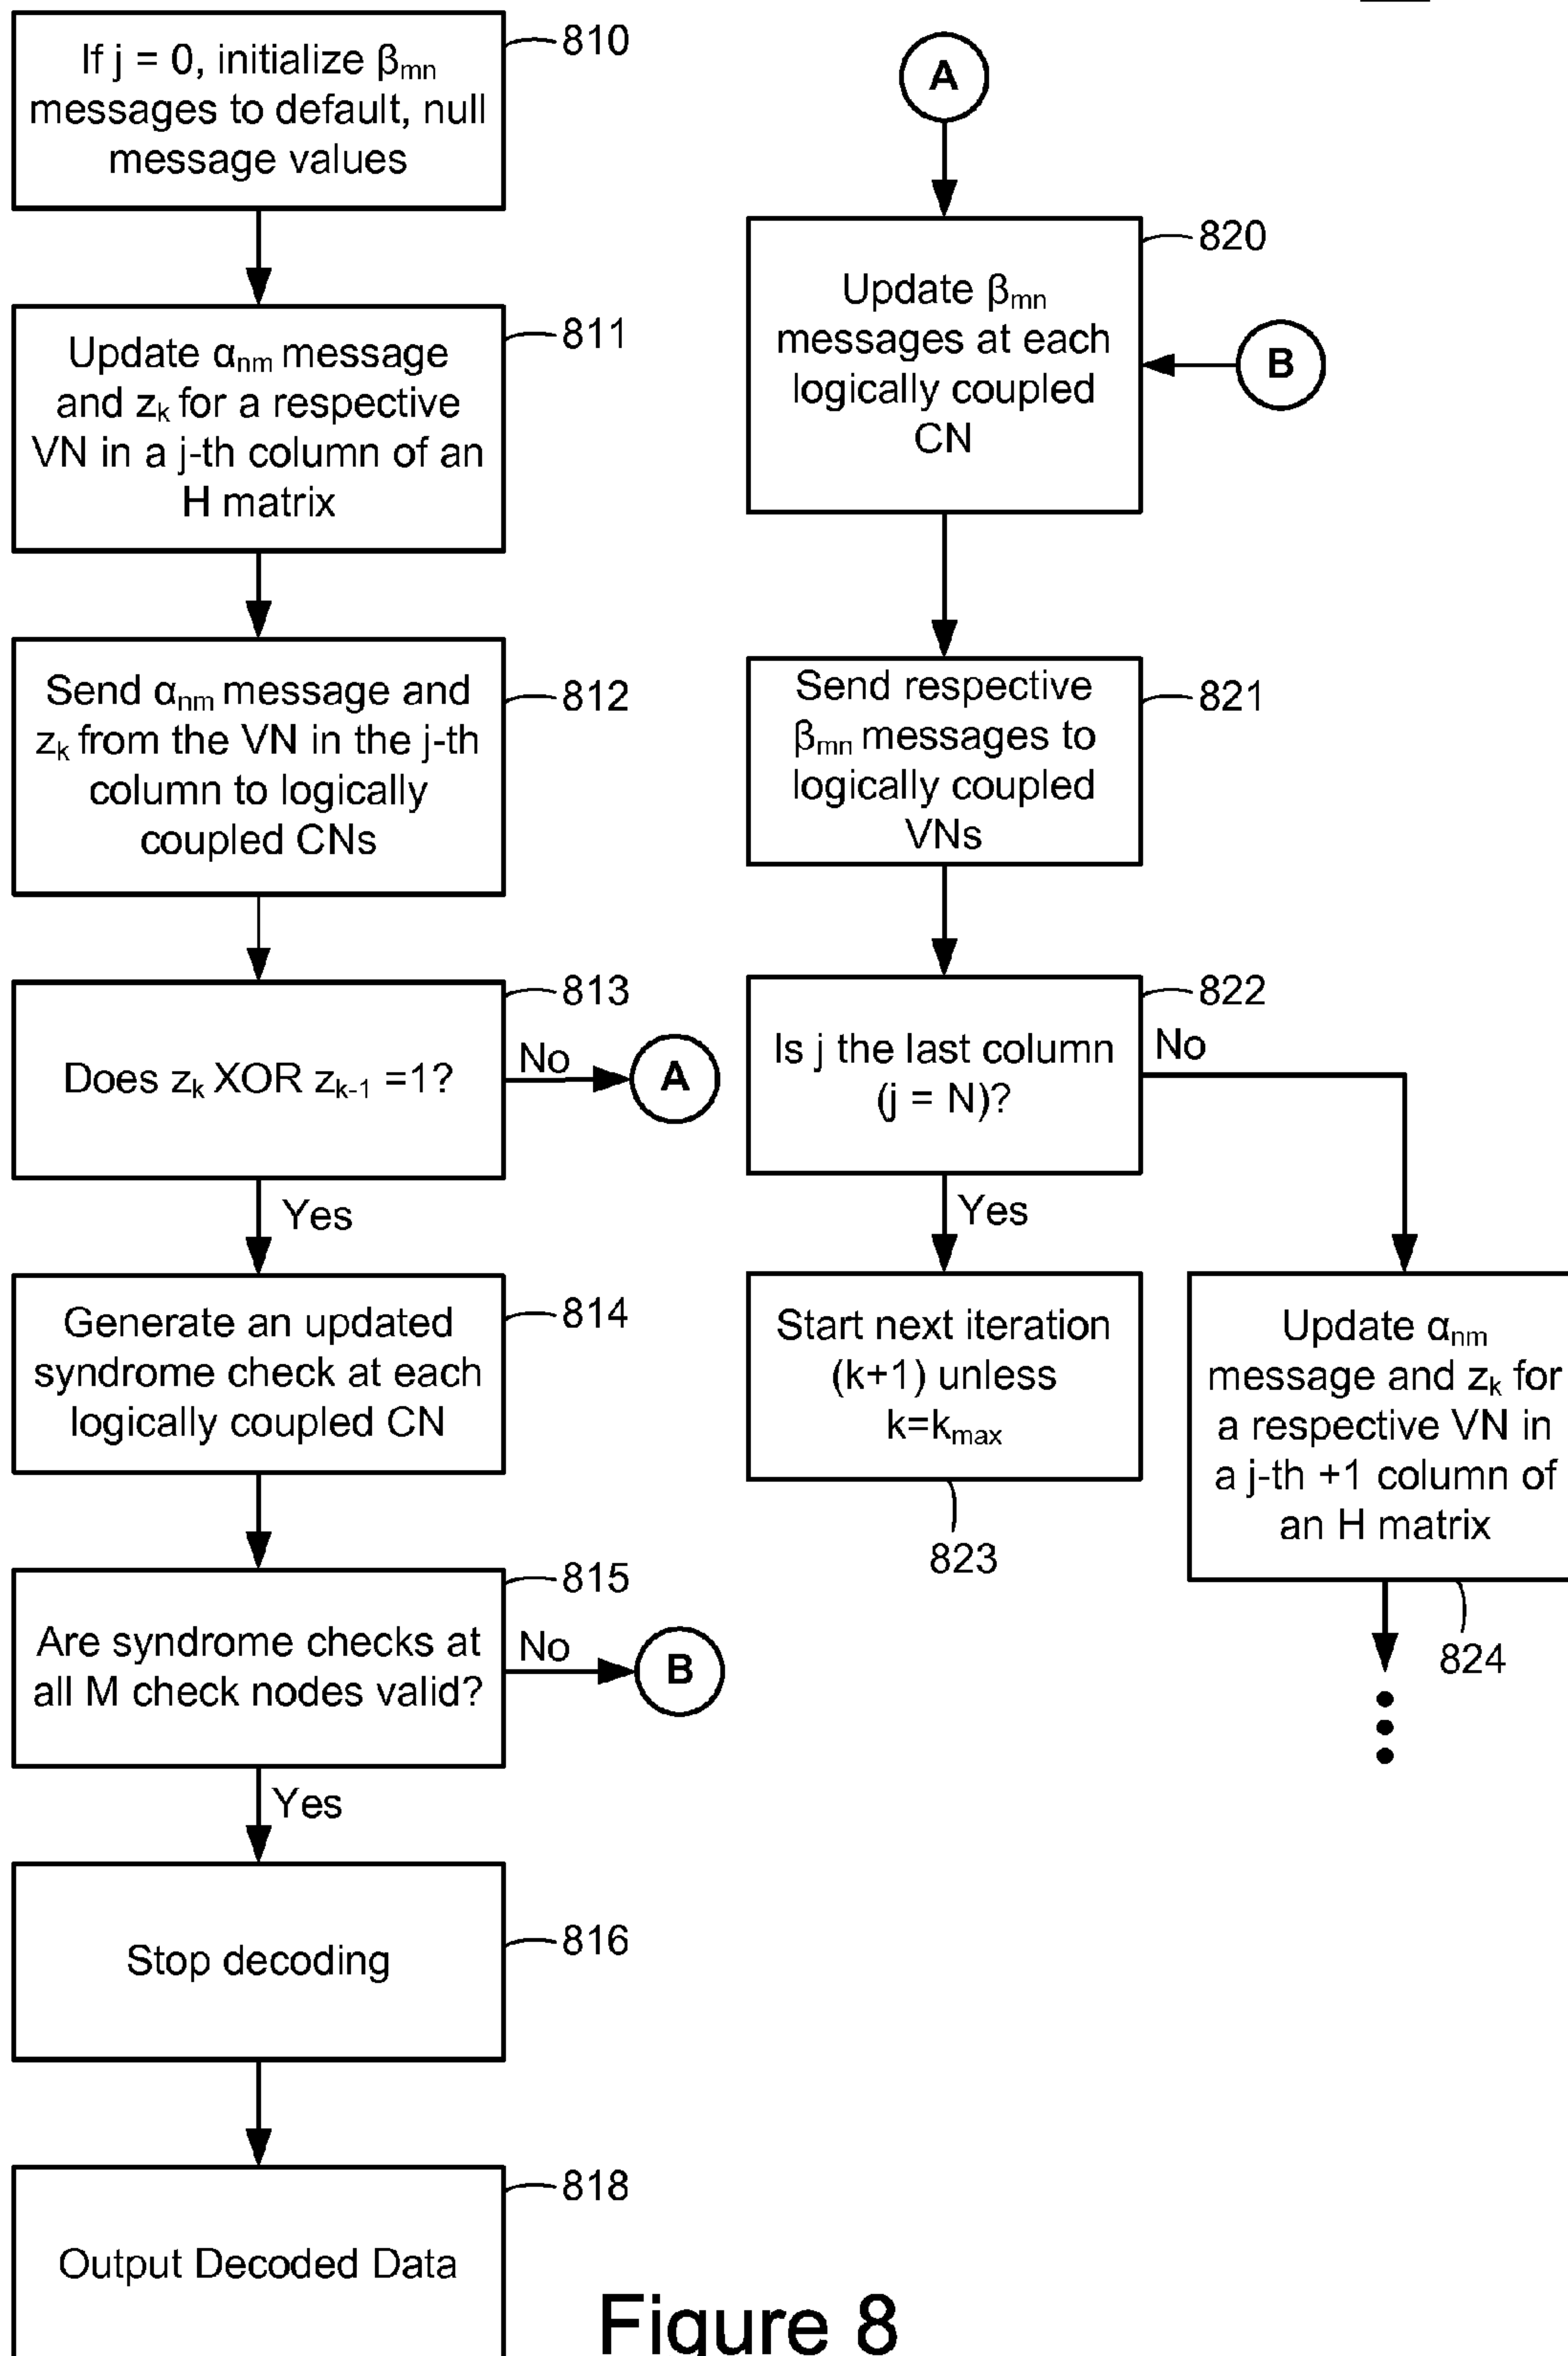 If j = 0, initialize βmn
messages to default, null
message values
810
Update αnm message
and zk for a respective
VN in a j-th column of an
H matrix
811
Send αnm message and
zk from the VN in the j-th
column to logically
coupled CNs
812
Does zk XOR zk-1 =1?
813
No
A
Yes
Generate an updated
syndrome check at each
logically coupled CN
814
Are syndrome checks at
all M check nodes valid?
815
No
B
Yes
Stop decoding
816
Output Decoded Data
818
A
Update βmn
messages at each
logically coupled
CN
820
B
Send respective
βmn messages to
logically coupled
VNs
821
Is j the last column
(j = N)?
822
No
Yes
Start next iteration
(k+1) unless
k=kmax
823
Update αnm
message and zk for
a respective VN in
a j-th +1 column of
an H matrix
824
Figure 8